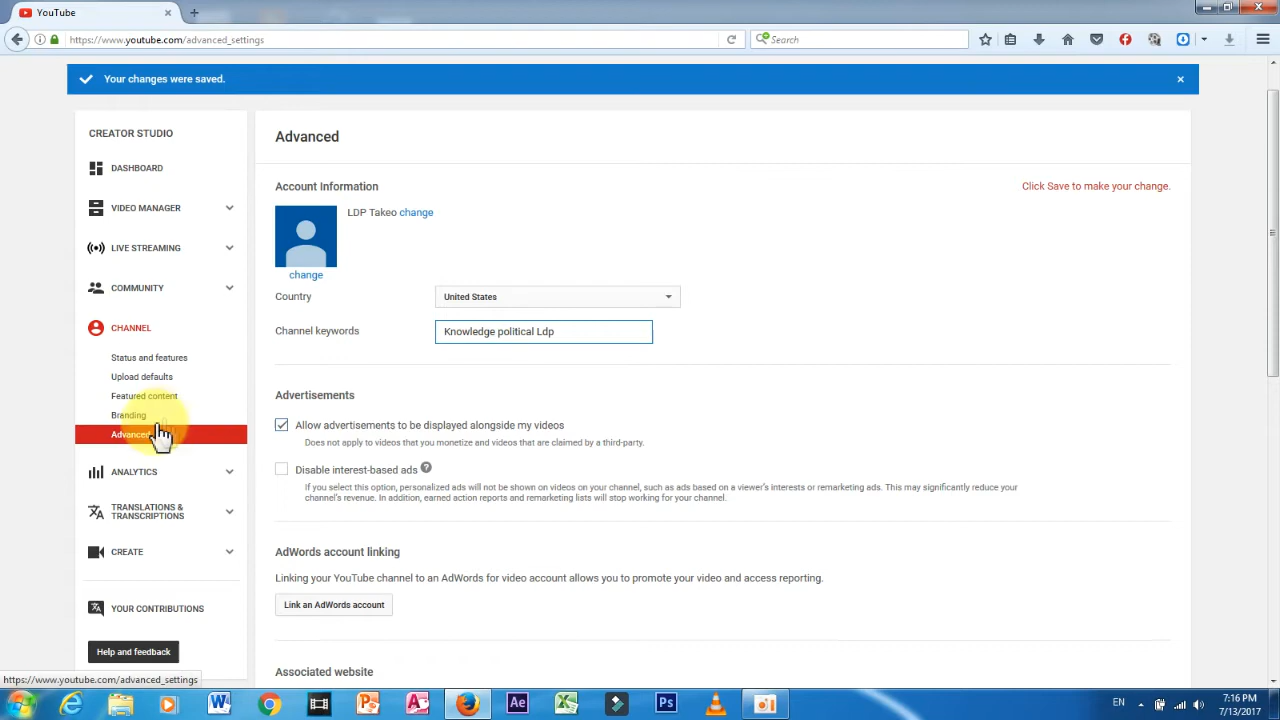 YouTube
https://www.youtube.com/advanced_settings
Search
Your changes were saved.
CREATOR STUDIO
DASHBOARD
VIDEO MANAGER
LIVE STREAMING
COMMUNITY
CHANNEL
Status and features
Upload defaults
Featured content
Branding
Advanced
ANALYTICS
TRANSLATIONS &
TRANSCRIPTIONS
CREATE
YOUR CONTRIBUTIONS
Help and feedback
Advanced
Account Information
Click Save to make your change.
LDP Takeo change
change
Country
United States
Channel keywords
Knowledge political Ldp
Advertisements
Allow advertisements to be displayed alongside my videos
Does not apply to videos that you monetize and videos that are claimed by a third-party.
Disable interest-based ads ?
If you select this option, personalized ads will not be shown on videos on your channel, such as ads based on a viewer's interests or remarketing ads. This may significantly reduce your
channel's revenue. In addition, earned action reports and remarketing lists will stop working for your channel.
AdWords account linking
Linking your YouTube channel to an AdWords for video account allows you to promote your video and access reporting.
Link an AdWords account
Associated website
https://www.youtube.com/advanced_settings
W
P
A
Ae
X
Ps
EN
7:16 PM
7/13/2017